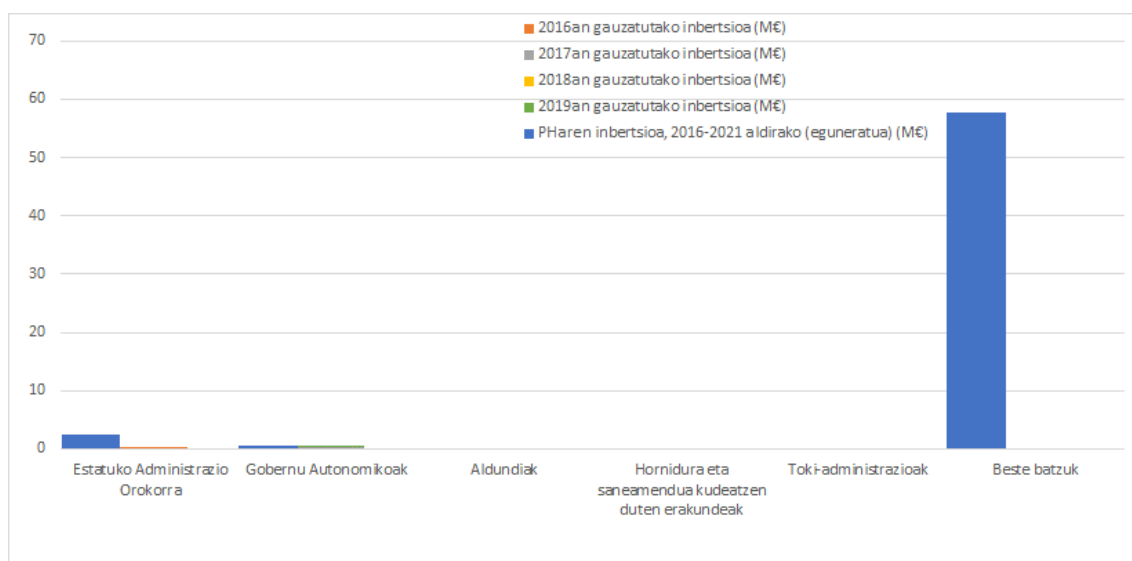 2016an gauzatutako inbertsioa (M€)
2017an gauzatutako inbertsioa (M€)
2018an gauzatutako inbertsioa (M€)
2019an gauzatutako inbertsioa (M€)
PHaren inbertsioa, 2016-2021 aldirako (eguneratua) (M€)
70
60
50
40
30
20
10
0
Estatuko Administrazio
Orokorra
Gobernu Autonomikoak
Aldundiak
Hornidura eta
saneamendua kudeatzen
duten erakundeak
Toki-administrazioak
Beste batzuk